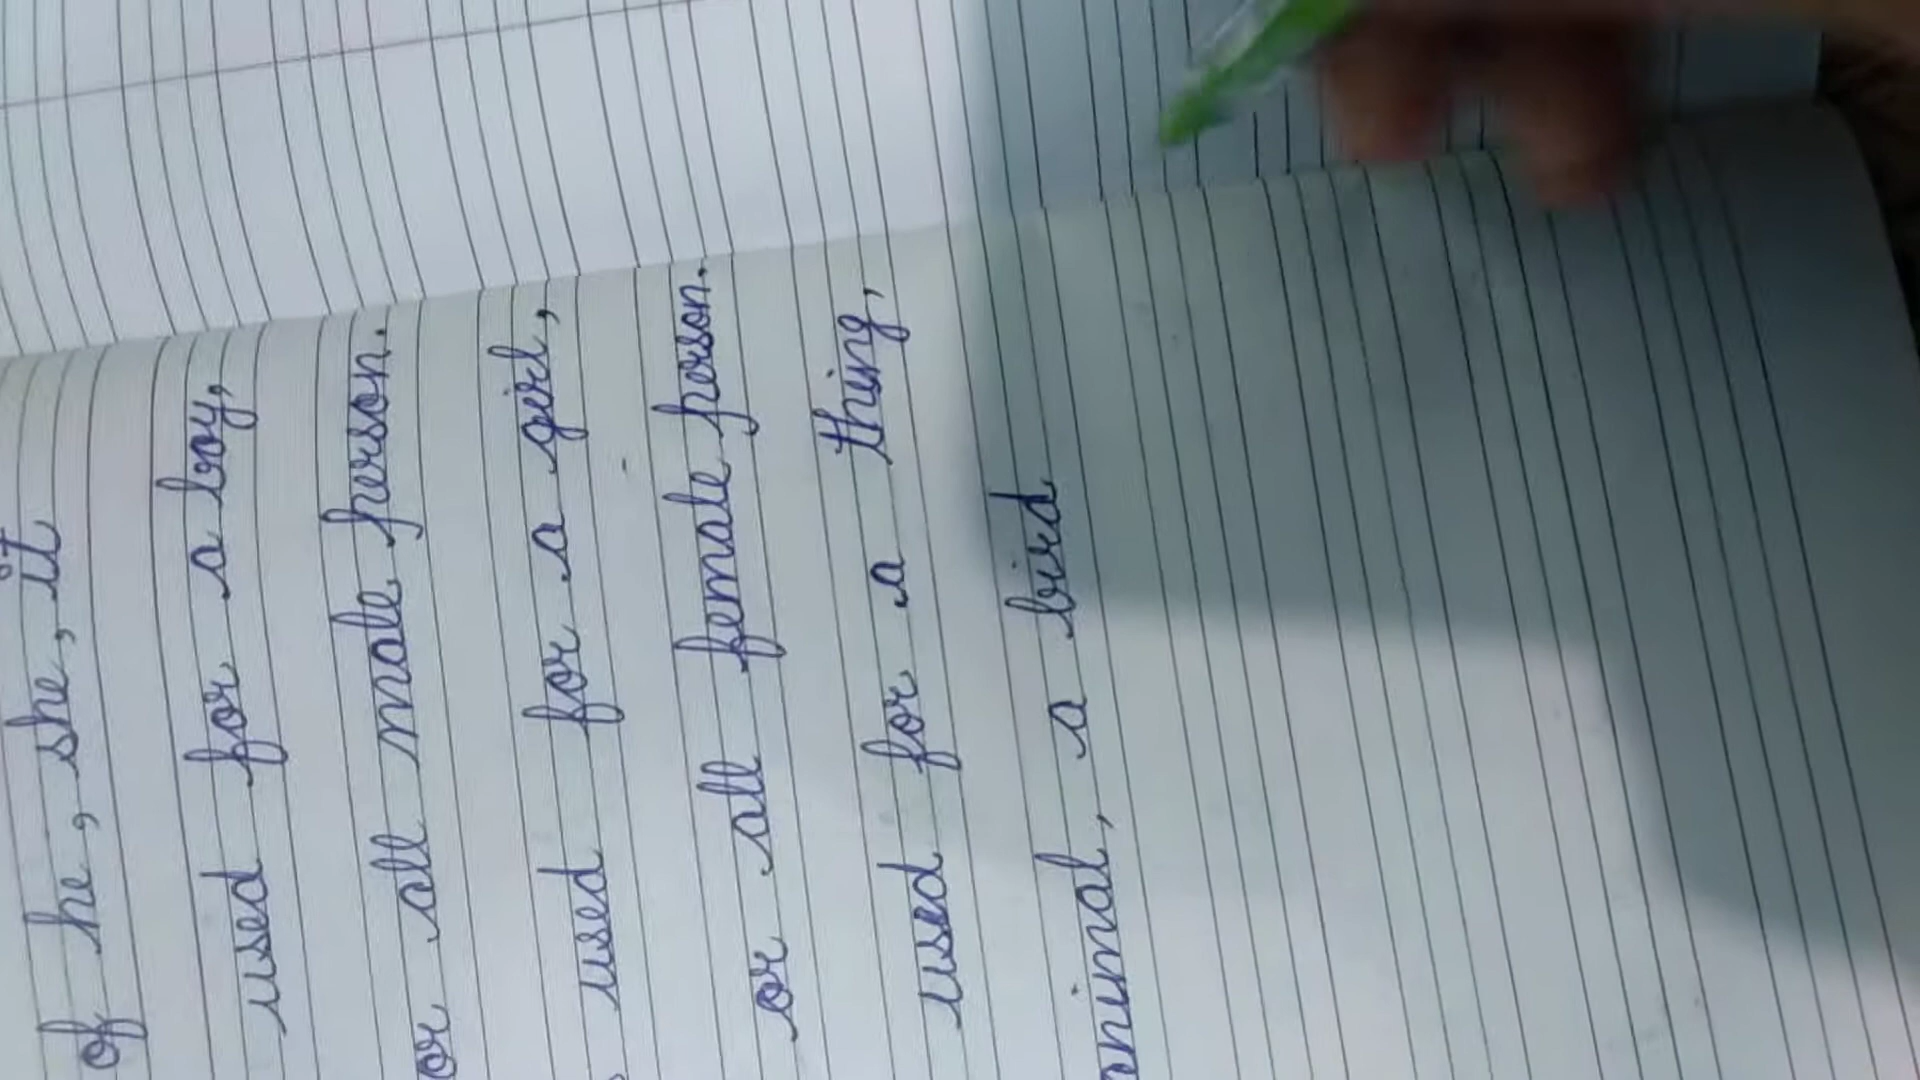 of he, she, it
used for a boy,
or all male person.
used for a girl,
or all female person.
used for a thing,
animal, a bird